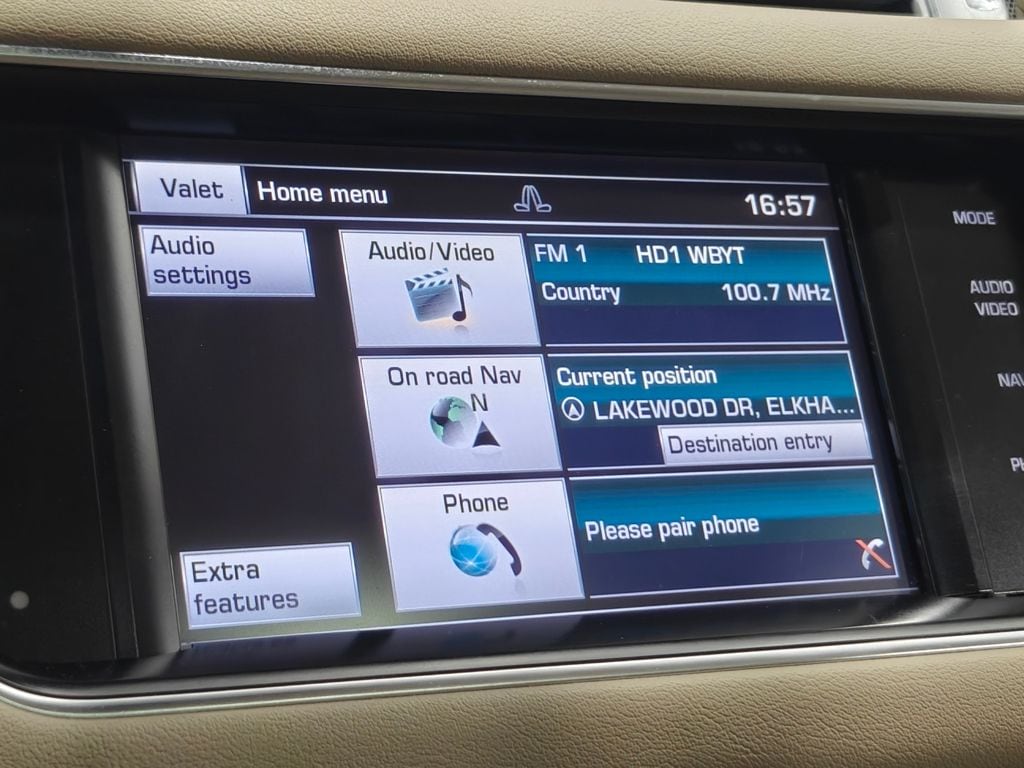 Valet
Home menu
16:57
Audio
settings
Audio/Video
FM 1 HD1 WBYT
Country 100.7 MHz
On road Nav
N
Current position
LAKEWOOD DR, ELKHA...
Destination entry
Phone
Please pair phone
Extra
features
MODE
AUDIO
VIDEO